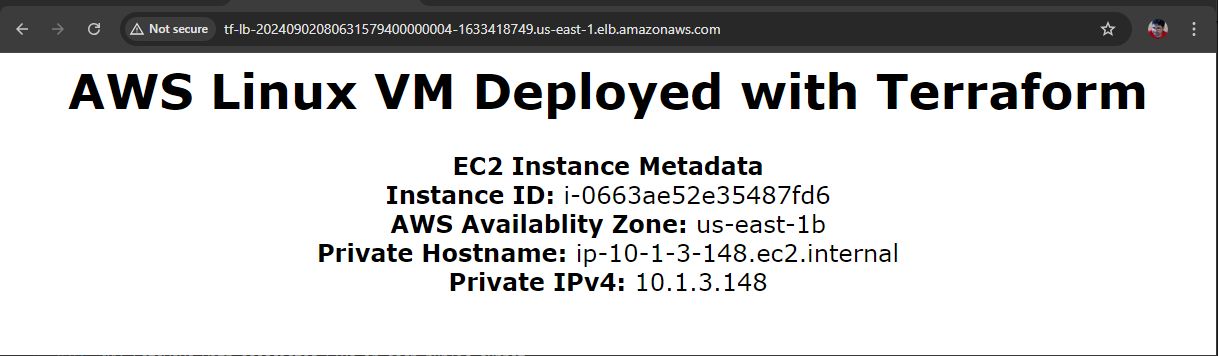 Not secure tf-lb-20240902080631579400000004-1633418749.us-east-1.elb.amazonaws.com
AWS Linux VM Deployed with Terraform
EC2 Instance Metadata
Instance ID: i-0663ae52e35487fd6
AWS Availablity Zone: us-east-1b
Private Hostname: ip-10-1-3-148.ec2.internal
Private IPv4: 10.1.3.148